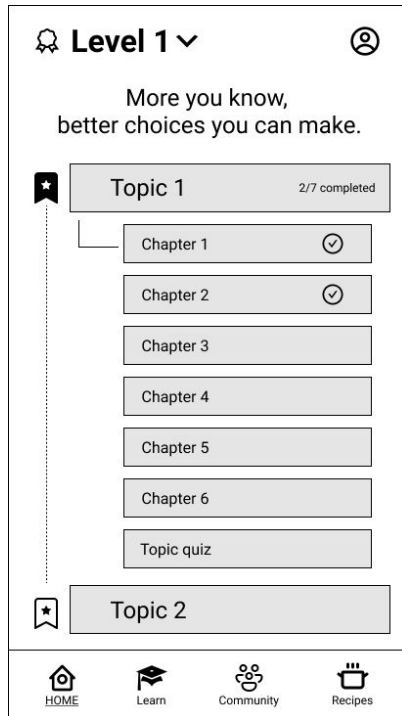 Level 1
More you know,
better choices you can make.
Topic 1 2/7 completed
Chapter 1
Chapter 2
Chapter 3
Chapter 4
Chapter 5
Chapter 6
Topic quiz
Topic 2
HOME Learn Community Recipes